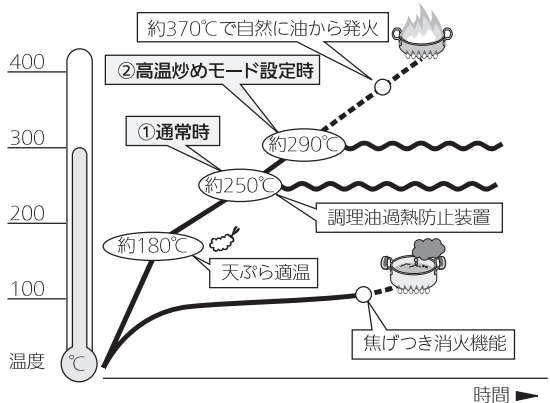 約370℃で自然に油から発火
400
②高温炒めモード設定時
①通常時
300
約290℃
約250℃
200
調理油過熱防止装置
約180℃
天ぷら適温
100
焦げつき消火機能
温度
℃
時間